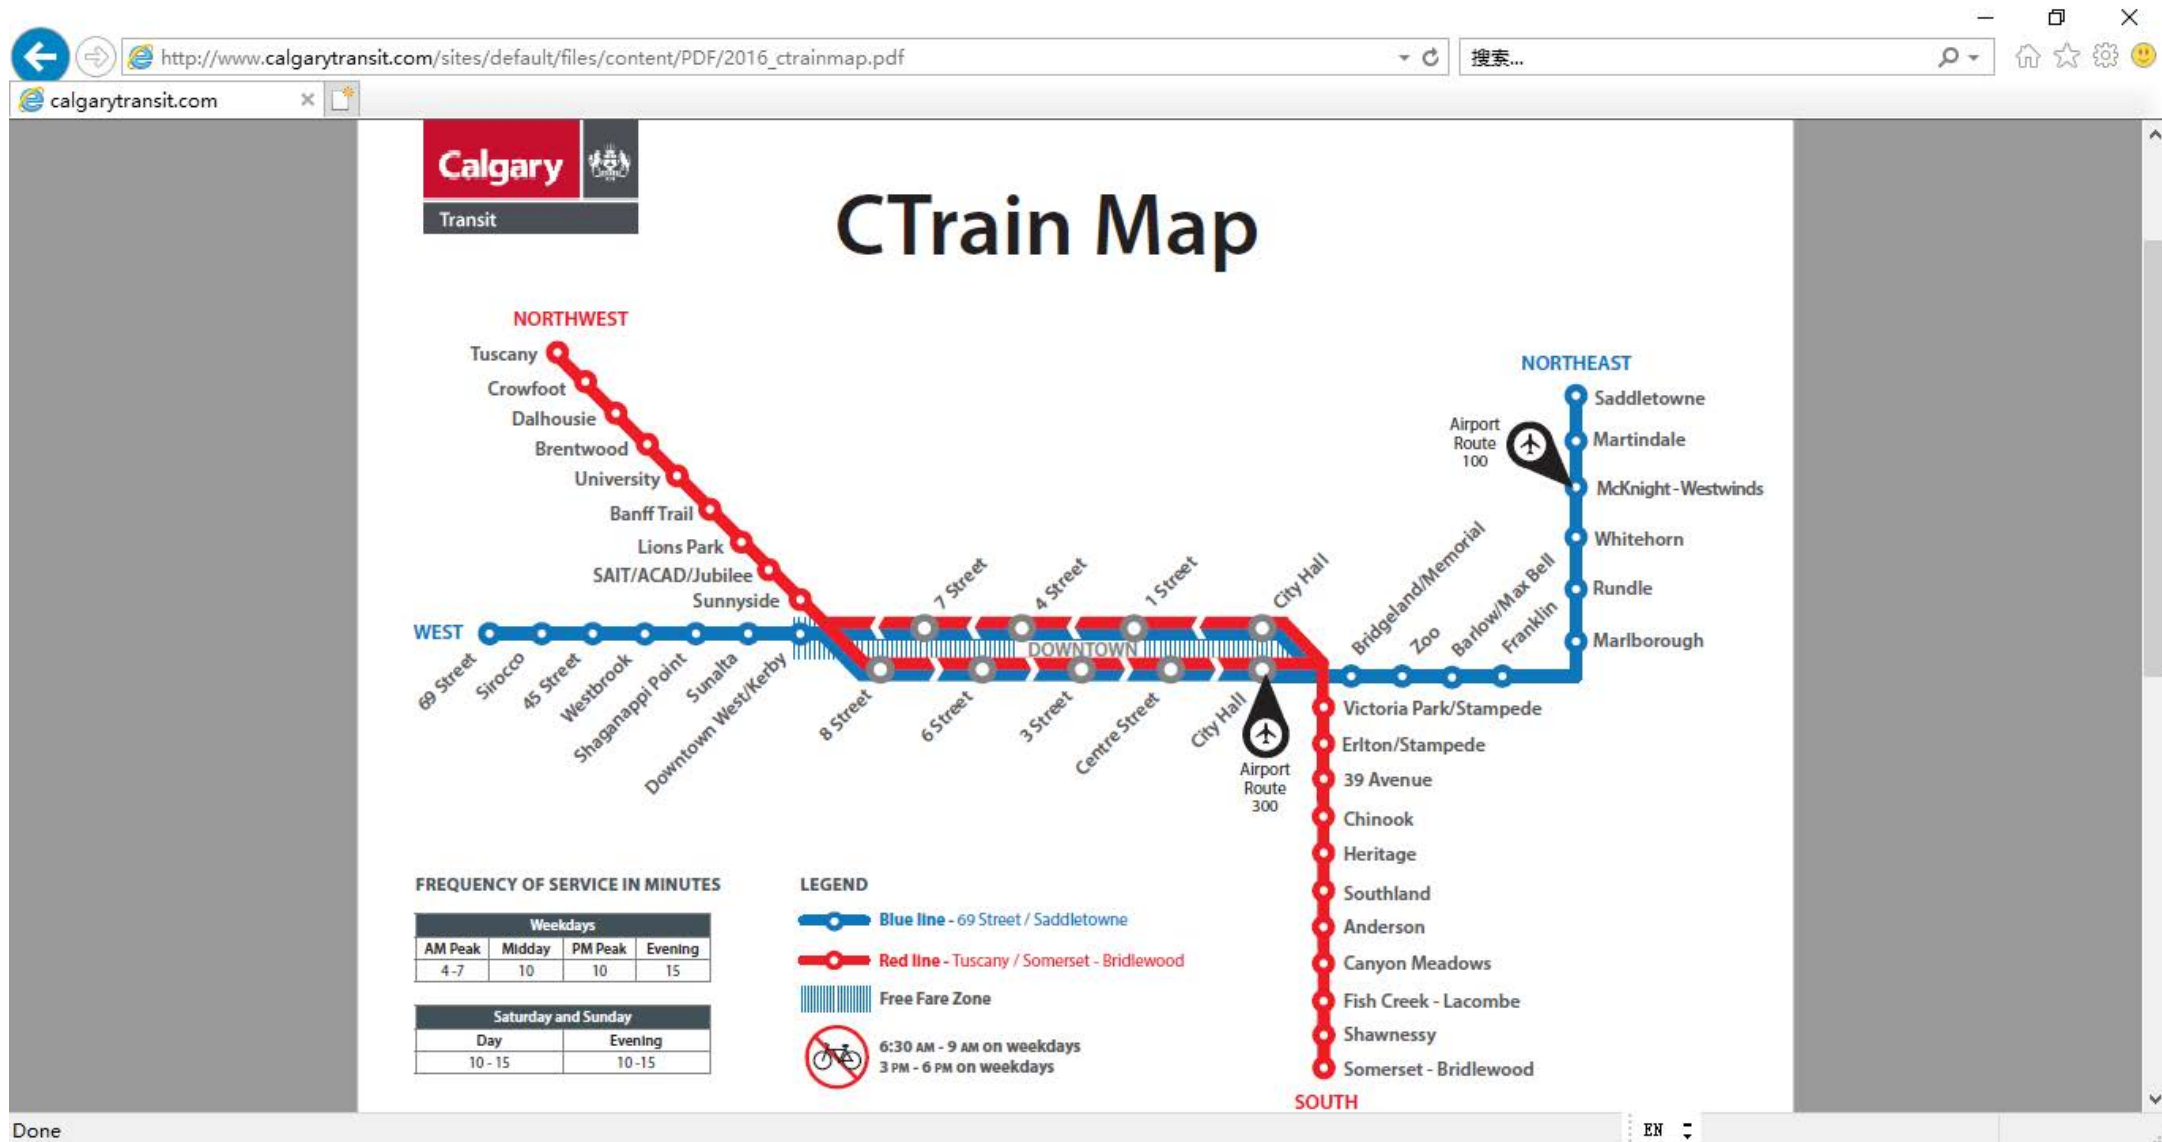 http://www.calgarytransit.com/sites/default/files/content/PDF/2016_ctrainmap.pdf
搜索...
calgarytransit.com
Calgary
Transit
CTrain Map
NORTHWEST
Tuscany
Crowfoot
Dalhousie
Brentwood
University
Banff Trail
Lions Park
SAIT/ACAD/Jubilee
Sunnyside
WEST
69 Street
Sirocco
45 Street
Westbrook
Shaganappi Point
Sunalta
Downtown West/Kerby
7 Street
4 Street
1 Street
City Hall
DOWNTOWN
8 Street
6 Street
3 Street
Centre Street
City Hall
Airport
Route
300
Bridgeland/Memorial
Zoo
Barlow/Max Bell
Franklin
NORTHEAST
Saddletowne
Martindale
Airport
Route
100
McKnight-Westwinds
Whitehorn
Rundle
Marlborough
Victoria Park/Stampede
Erlton/Stampede
39 Avenue
Chinook
Heritage
Southland
Anderson
Canyon Meadows
Fish Creek - Lacombe
Shawnessy
Somerset - Bridlewood
SOUTH
FREQUENCY OF SERVICE IN MINUTES
Weekdays
AM Peak Midday PM Peak Evening
4-7 10 10 15
Saturday and Sunday
Day Evening
10-15 10-15
LEGEND
Blue line - 69 Street / Saddletowne
Red line - Tuscany / Somerset - Bridlewood
Free Fare Zone
6:30 AM - 9 AM on weekdays
3 PM - 6 PM on weekdays
Done
EN